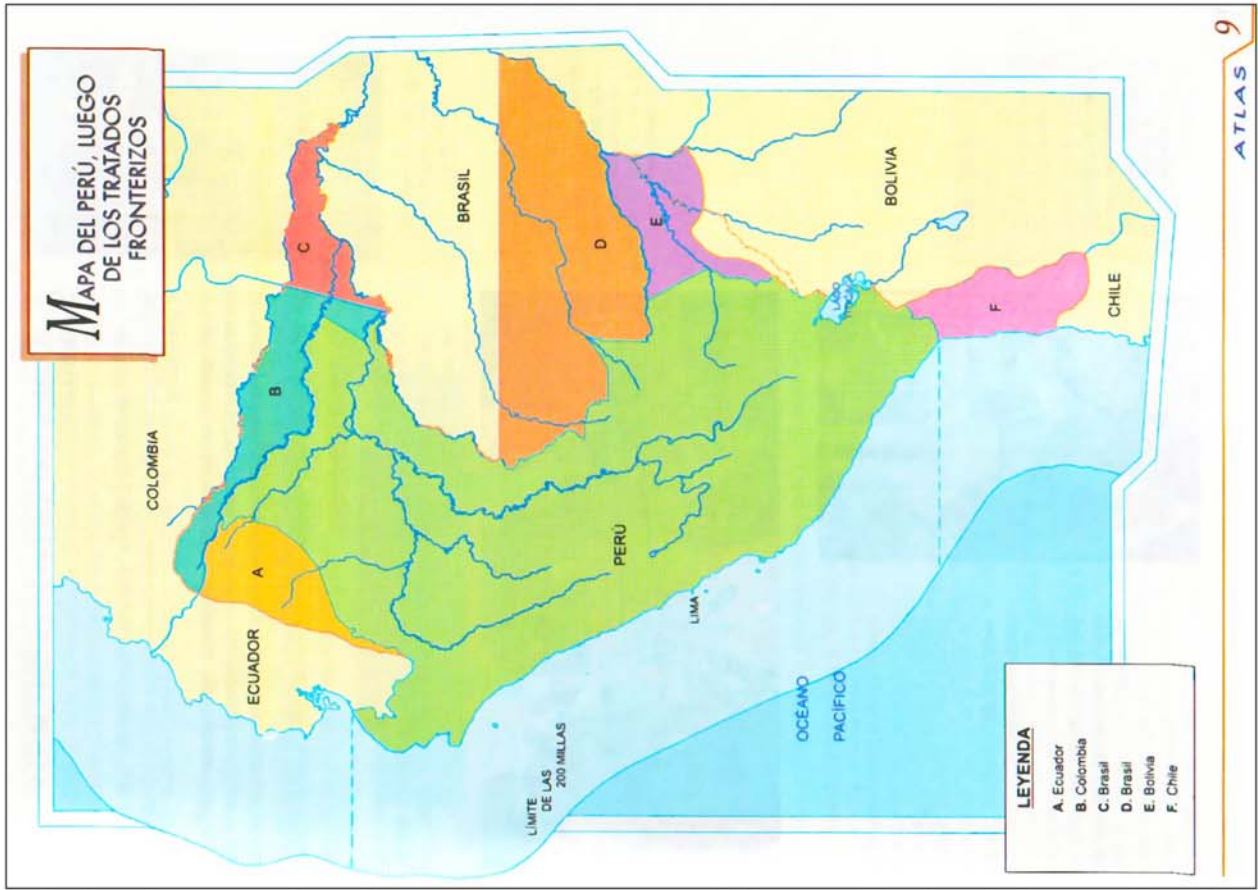 MAPA DEL PERÚ, LUEGO
DE LOS TRATADOS
FRONTERIZOS
COLOMBIA
ECUADOR
A
B
C
BRASIL
D
E
BOLIVIA
PERÚ
LIMA
LAGO
F
CHILE
LÍMITE
DE LAS
200 MILLAS
OCÉANO
PACÍFICO
LEYENDA
A. Ecuador
B. Colombia
C. Brasil
D. Brasil
E. Bolivia
F. Chile
ATLAS 9